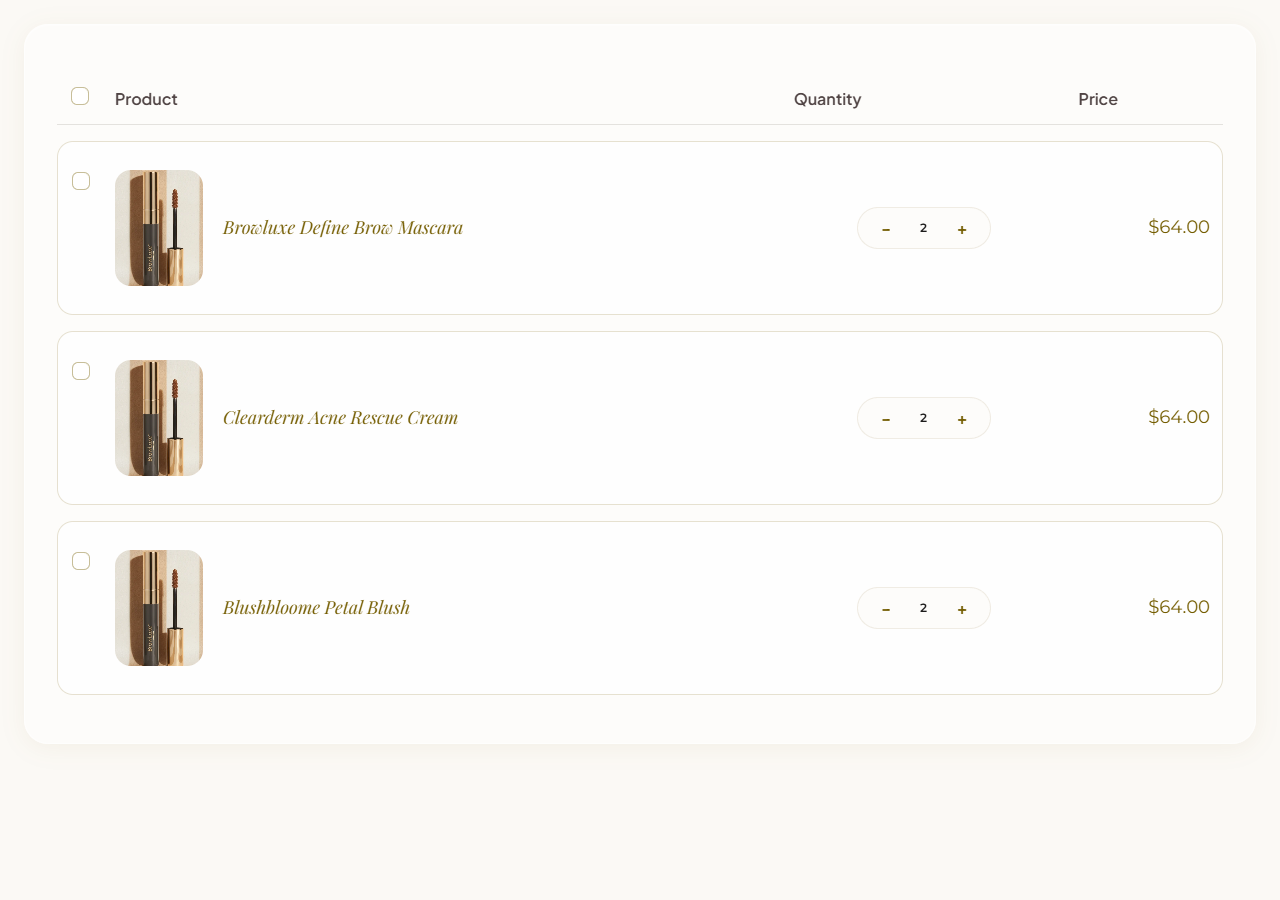 Product Quantity Price
Browluxe Define Brow Mascara – 2 + $64.00
Clearderm Acne Rescue Cream – 2 + $64.00
Blushbloome Petal Blush – 2 + $64.00